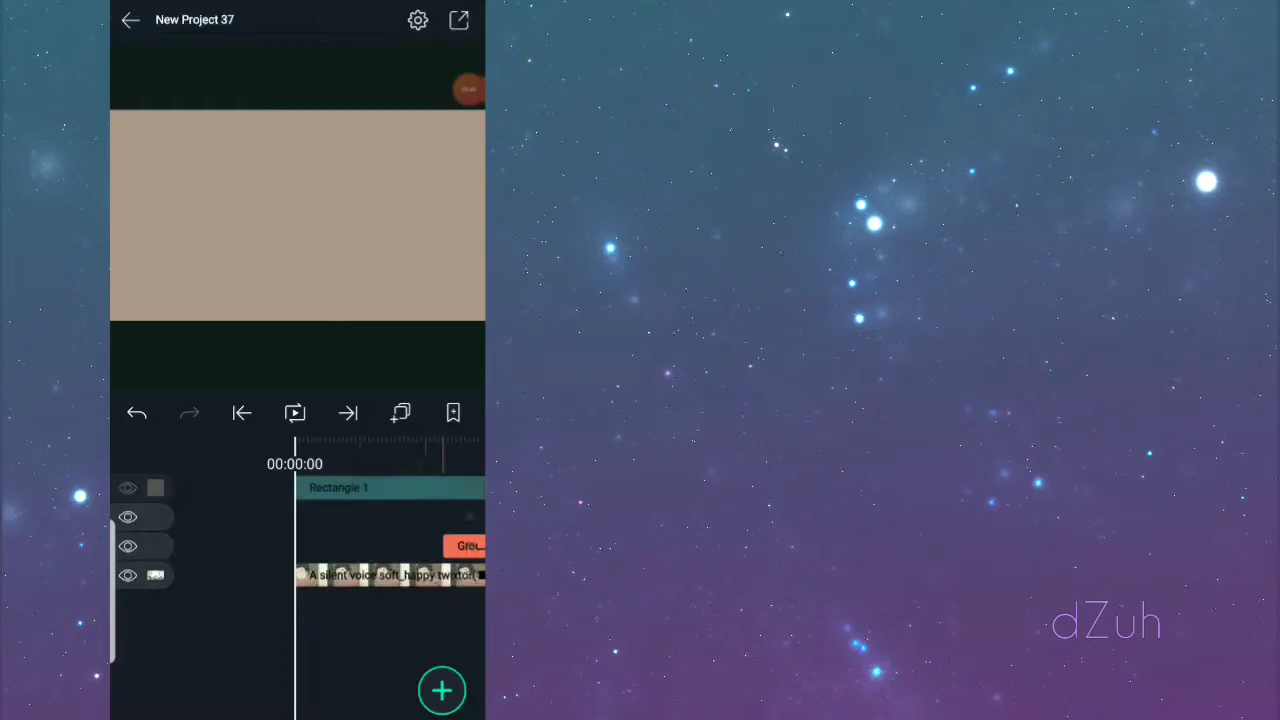 New Project 37
00:00:00
Rectangle 1
Grou...
A silent voice soft_happy twixtor(
dZuh